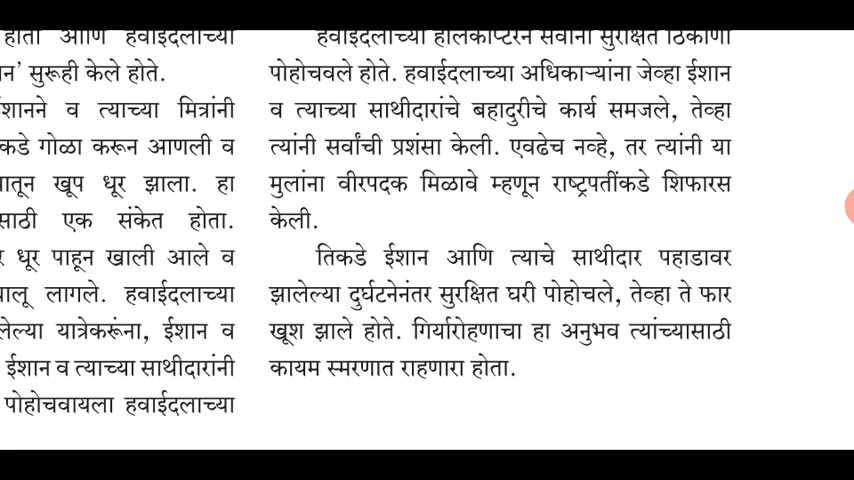 होता आणि हवाईदलाच्या
न’ सुरूही केले होते.
शानने व त्याच्या मित्रांनी
कडे गोळा करून आणली व
ातून खूप धूर झाला. हा
साठी एक संकेत होता.
र धूर पाहून खाली आले व
ालू लागले. हवाईदलाच्या
लेल्या यात्रेकरूंना, ईशान व
ईशान व त्याच्या साथीदारांनी
पोहोचवायला हवाईदलाच्या
हवाईदलाच्या हेलिकॉप्टरने सर्वांना सुरक्षित ठिकाणी
पोहोचवले होते. हवाईदलाच्या अधिकाऱ्यांना जेव्हा ईशान
व त्याच्या साथीदारांचे बहादुरीचे कार्य समजले, तेव्हा
त्यांनी सर्वांची प्रशंसा केली. एवढेच नव्हे, तर त्यांनी या
मुलांना वीरपदक मिळावे म्हणून राष्ट्रपतींकडे शिफारस
केली.
तिकडे ईशान आणि त्याचे साथीदार पहाडावर
झालेल्या दुर्घटनेनंतर सुरक्षित घरी पोहोचले, तेव्हा ते फार
खूश झाले होते. गिर्यारोहणाचा हा अनुभव त्यांच्यासाठी
कायम स्मरणात राहणारा होता.